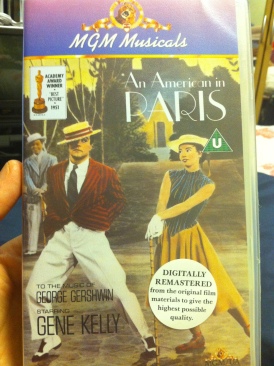 MGM Musicals
ACADEMY
AWARD
WINNER
BEST
PICTURE
1951
An American in
PARIS
U
TO THE MUSIC OF
GEORGE GERSHWIN
STARRING
GENE KELLY
DIGITALLY
REMASTERED
from the original film
materials to give the
highest possible
quality.